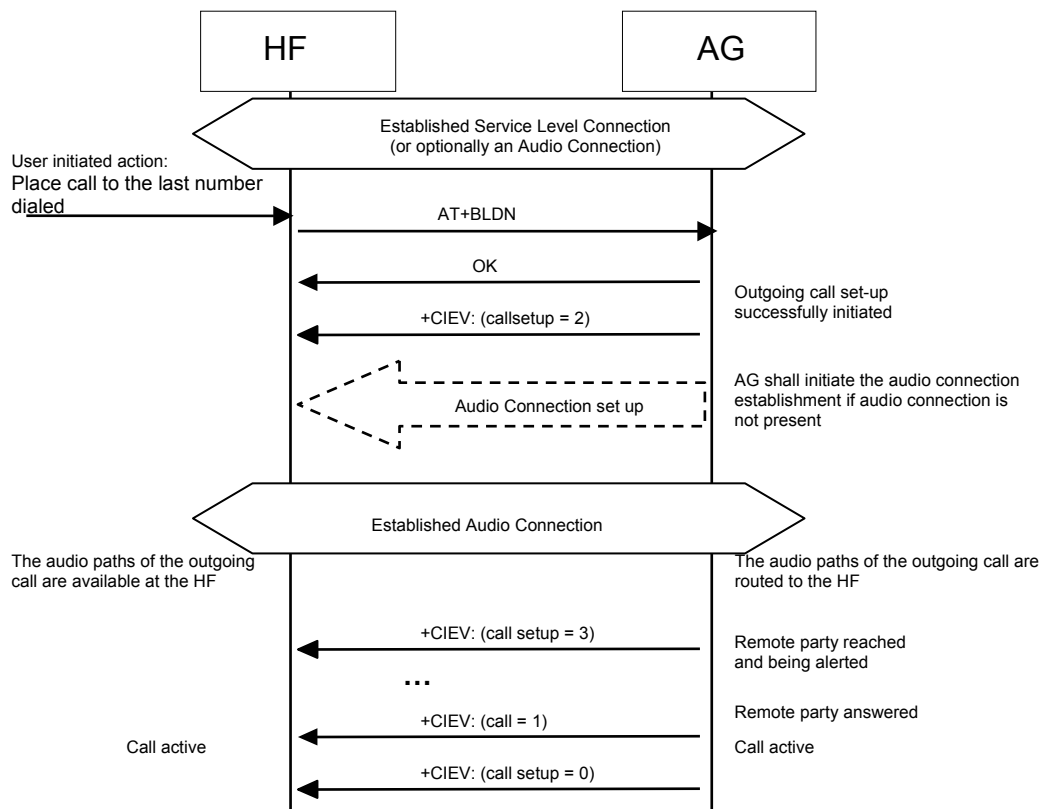 HF
AG
Established Service Level Connection
(or optionally an Audio Connection)
User initiated action:
Place call to the last number
dialed
AT+BLDN
OK
Outgoing call set-up
successfully initiated
+CIEV: (callsetup = 2)
AG shall initiate the audio connection
establishment if audio connection is
not present
Audio Connection set up
Established Audio Connection
The audio paths of the outgoing
call are available at the HF
The audio paths of the outgoing call are
routed to the HF
+CIEV: (call setup = 3)
Remote party reached
and being alerted
...
Remote party answered
+CIEV: (call = 1)
Call active
Call active
+CIEV: (call setup = 0)